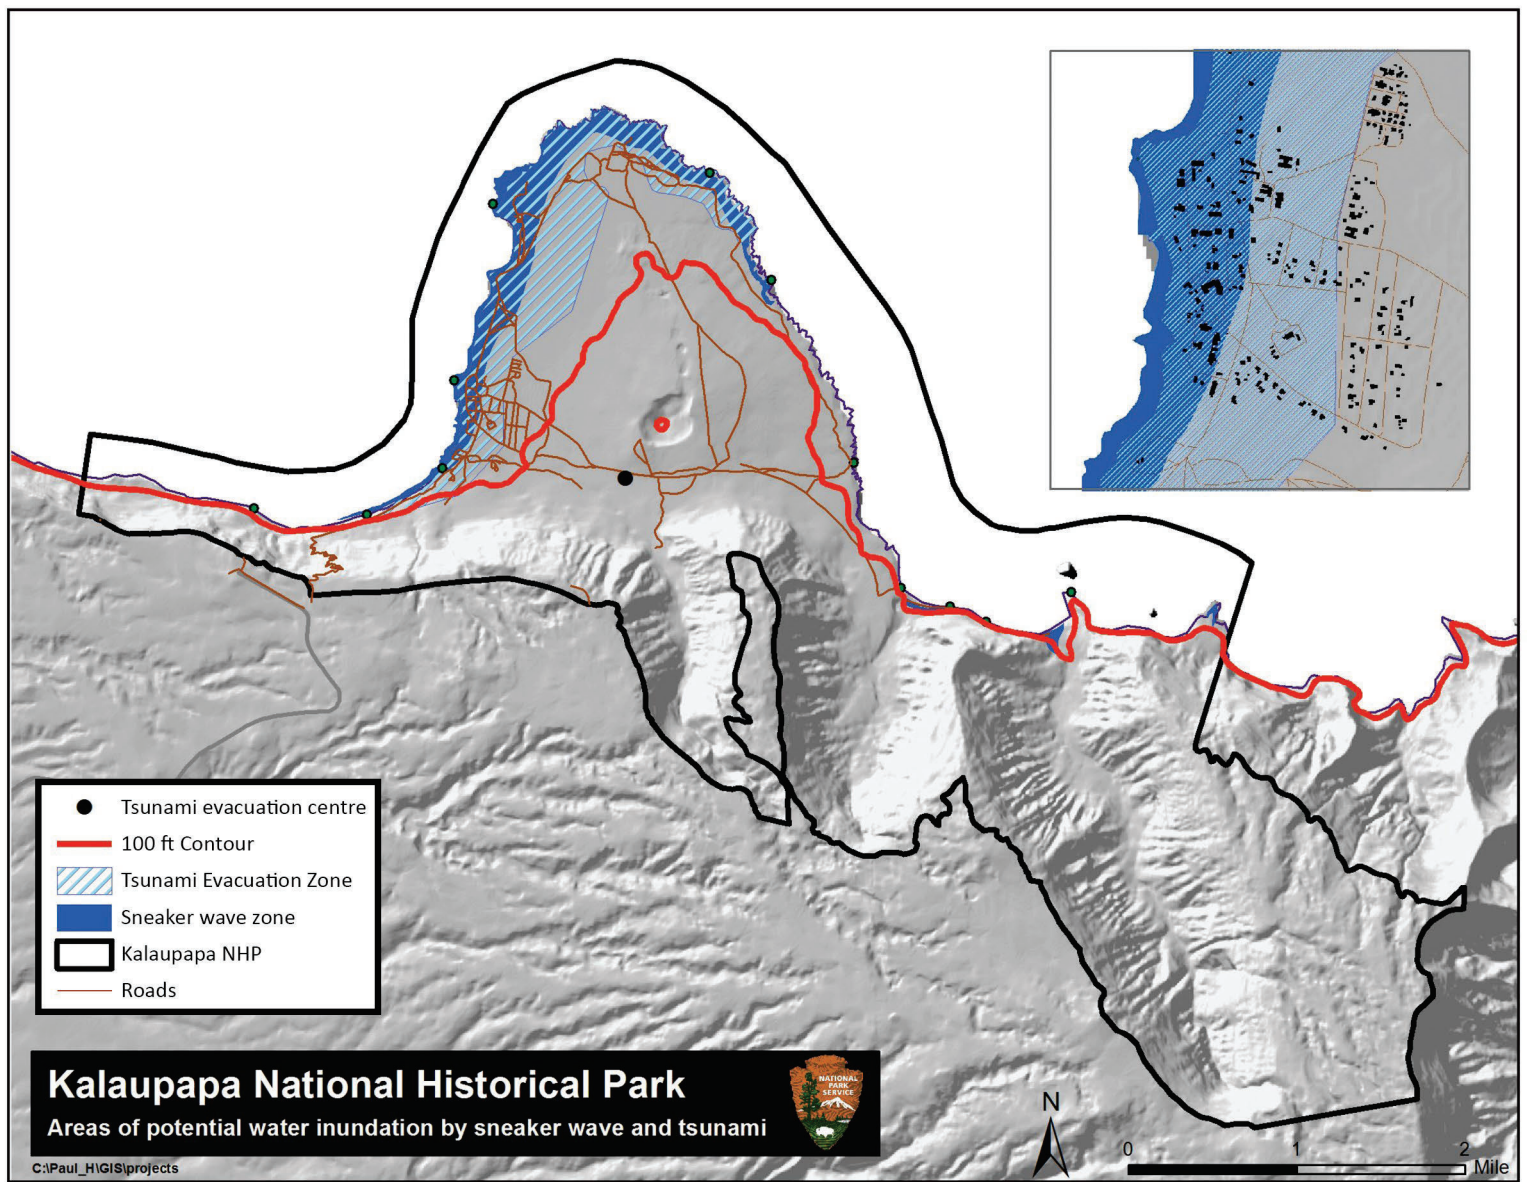 Tsunami evacuation centre
100 ft Contour
Tsunami Evacuation Zone
Sneaker wave zone
Kalaupapa NHP
Roads
Kalaupapa National Historical Park
Areas of potential water inundation by sneaker wave and tsunami
NATIONAL
PARK
SERVICE
C:\Paul_H\GIS\projects
N
0 1 2
Mile